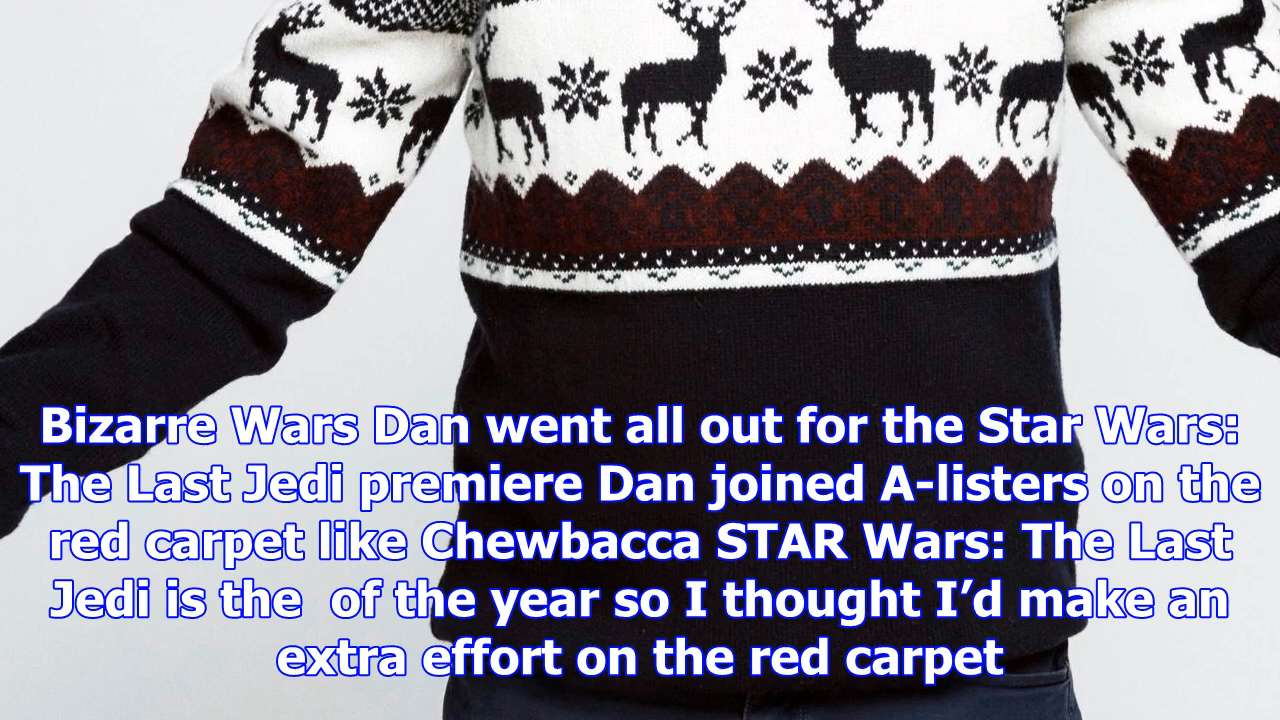 Bizarre Wars Dan went all out for the Star Wars:
The Last Jedi premiere Dan joined A-listers on the
red carpet like Chewbacca STAR Wars: The Last
Jedi is the  of the year so I thought I’d make an
extra effort on the red carpet